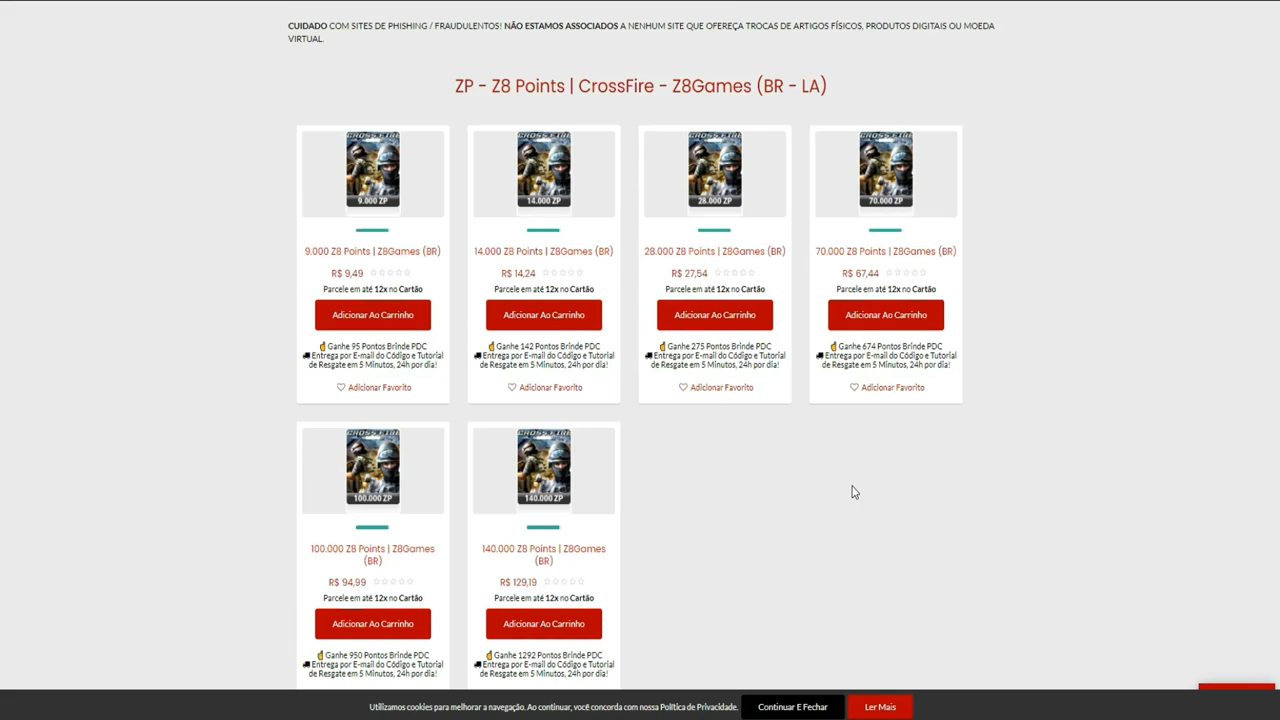 CUIDADO COM SITES DE PHISHING / FRAUDULENTOS! NÃO ESTAMOS ASSOCIADOS A NENHUM SITE QUE OFEREÇA TROCAS DE ARTIGOS FÍSICOS, PRODUTOS DIGITAIS OU MOEDA
VIRTUAL.
ZP - Z8 Points | CrossFire - Z8Games (BR - LA)
CROSS FIRE
9.000 ZP
9.000 Z8 Points | Z8Games (BR)
R$ 9,49
Parcele em até 12x no Cartão
Adicionar Ao Carrinho
Ganhe 95 Pontos Brinde PDC
Entrega por E-mail do Código e Tutorial
de Resgate em 5 Minutos, 24h por dia!
Adicionar Favorito
CROSS FIRE
14.000 ZP
14.000 Z8 Points | Z8Games (BR)
R$ 14,24
Parcele em até 12x no Cartão
Adicionar Ao Carrinho
Ganhe 142 Pontos Brinde PDC
Entrega por E-mail do Código e Tutorial
de Resgate em 5 Minutos, 24h por dia!
Adicionar Favorito
CROSS FIRE
28.000 ZP
28.000 Z8 Points | Z8Games (BR)
R$ 27,54
Parcele em até 12x no Cartão
Adicionar Ao Carrinho
Ganhe 275 Pontos Brinde PDC
Entrega por E-mail do Código e Tutorial
de Resgate em 5 Minutos, 24h por dia!
Adicionar Favorito
CROSS FIRE
70.000 ZP
70.000 Z8 Points | Z8Games (BR)
R$ 67,44
Parcele em até 12x no Cartão
Adicionar Ao Carrinho
Ganhe 674 Pontos Brinde PDC
Entrega por E-mail do Código e Tutorial
de Resgate em 5 Minutos, 24h por dia!
Adicionar Favorito
CROSS FIRE
100.000 ZP
100.000 Z8 Points | Z8Games
(BR)
R$ 94,99
Parcele em até 12x no Cartão
Adicionar Ao Carrinho
Ganhe 950 Pontos Brinde PDC
Entrega por E-mail do Código e Tutorial
de Resgate em 5 Minutos, 24h por dia!
CROSS FIRE
140.000 ZP
140.000 Z8 Points | Z8Games
(BR)
R$ 129,19
Parcele em até 12x no Cartão
Adicionar Ao Carrinho
Ganhe 1292 Pontos Brinde PDC
Entrega por E-mail do Código e Tutorial
de Resgate em 5 Minutos, 24h por dia!
Utilizamos cookies para melhorar a navegação. Ao continuar, você concorda com nossa Política de Privacidade.
Continuar E Fechar
Ler Mais